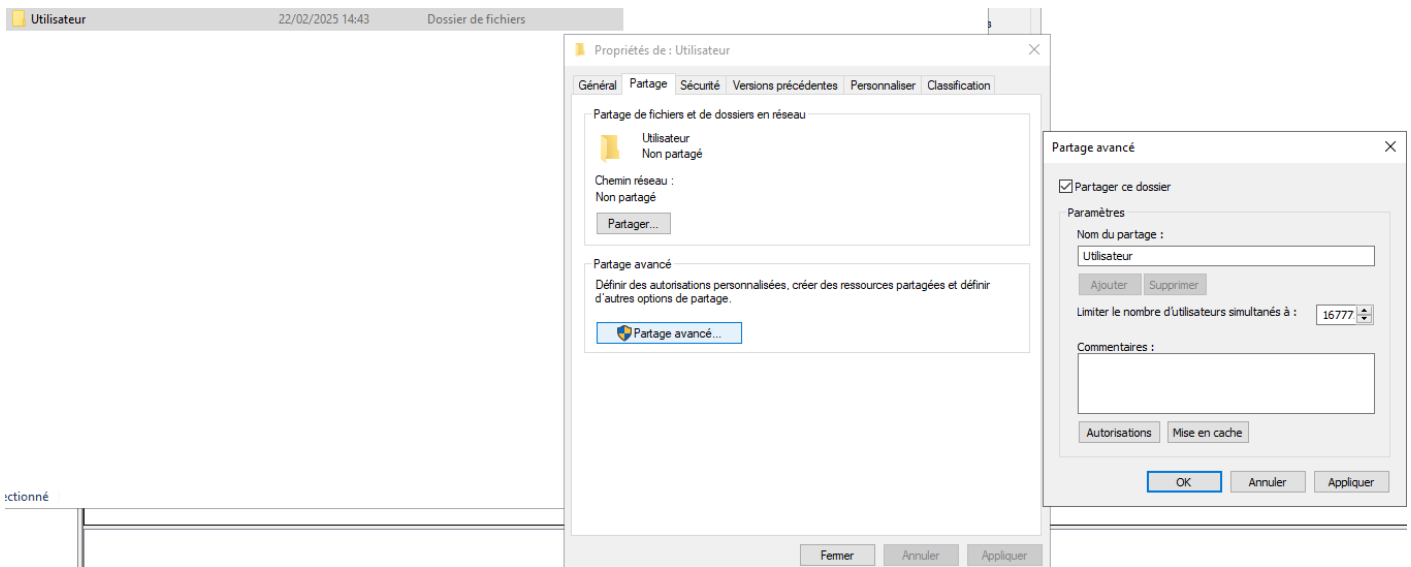 Utilisateur 22/02/2025 14:43 Dossier de fichiers
Propriétés de : Utilisateur
Général Partage Sécurité Versions précédentes Personnaliser Classification
Partage de fichiers et de dossiers en réseau
Utilisateur
Non partagé
Chemin réseau :
Non partagé
Partager...
Partage avancé
Définir des autorisations personnalisées, créer des ressources partagées et définir
d'autres options de partage.
Partage avancé...
Fermer Annuler Appliquer
Partage avancé
Partager ce dossier
Paramètres
Nom du partage :
Utilisateur
Ajouter Supprimer
Limiter le nombre d'utilisateurs simultanés à : 16777
Commentaires :
Autorisations Mise en cache
OK Annuler Appliquer
ectionné